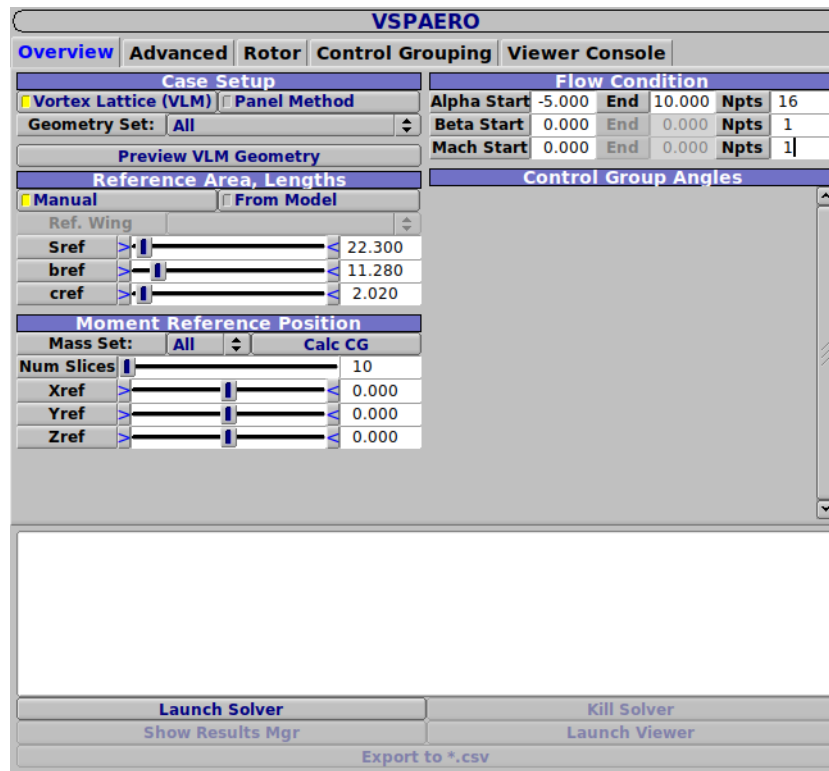 VSPAERO
Overview Advanced Rotor Control Grouping Viewer Console
Case Setup
Vortex Lattice (VLM) Panel Method
Geometry Set: All
Preview VLM Geometry
Reference Area, Lengths
Manual From Model
Ref. Wing
Sref > < 22.300
bref > < 11.280
cref > < 2.020
Moment Reference Position
Mass Set: All Calc CG
Num Slices 10
Xref > < 0.000
Yref > < 0.000
Zref > < 0.000
Flow Condition
Alpha Start -5.000 End 10.000 Npts 16
Beta Start 0.000 End 0.000 Npts 1
Mach Start 0.000 End 0.000 Npts 1
Control Group Angles
Launch Solver Kill Solver
Show Results Mgr Launch Viewer
Export to *.csv